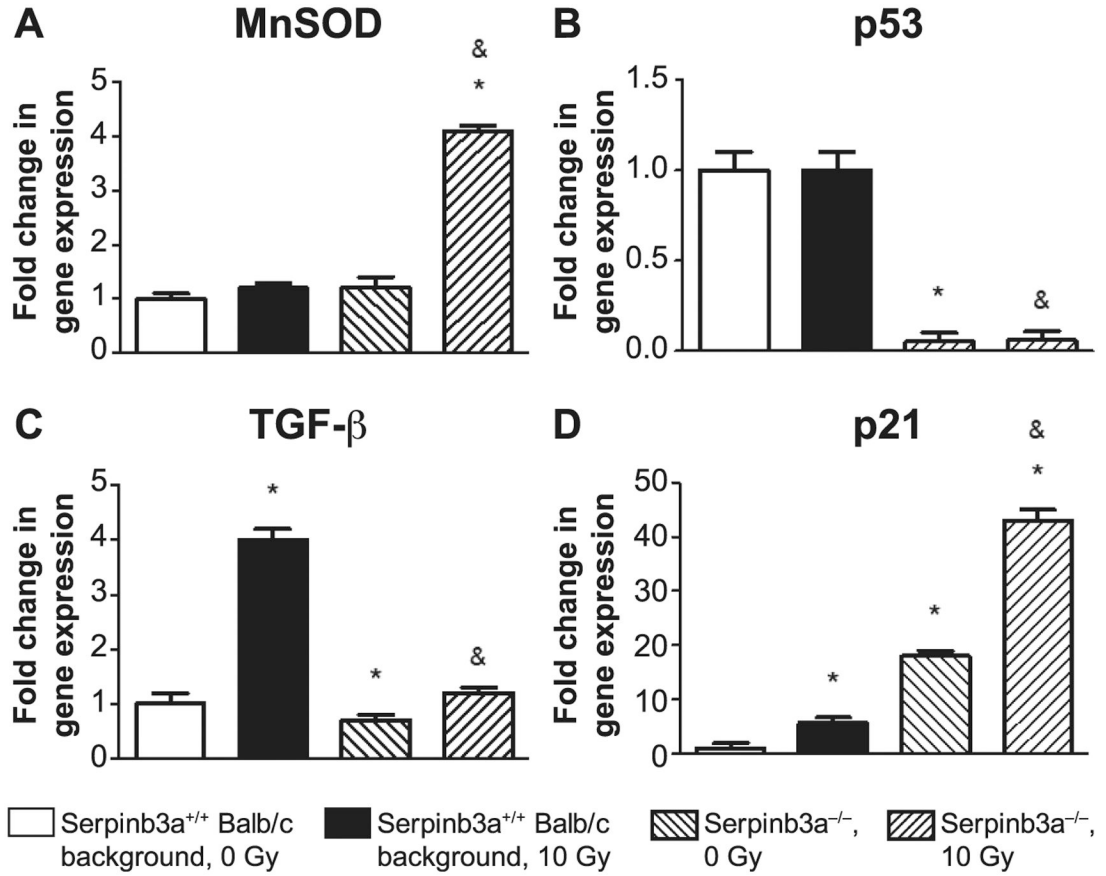 A MnSOD
Fold change in
gene expression
5
4
3
2
1
0
&
*
B p53
Fold change in
gene expression
1.5
1.0
0.5
0.0
*
&
C TGF-β
Fold change in
gene expression
5
4
3
2
1
0
*
*
&
D p21
Fold change in
gene expression
50
40
30
20
10
0
*
*
&
*
Serpinb3a⁺/⁺ Balb/c
background, 0 Gy
Serpinb3a⁺/⁺ Balb/c
background, 10 Gy
Serpinb3a⁻/⁻,
0 Gy
Serpinb3a⁻/⁻,
10 Gy